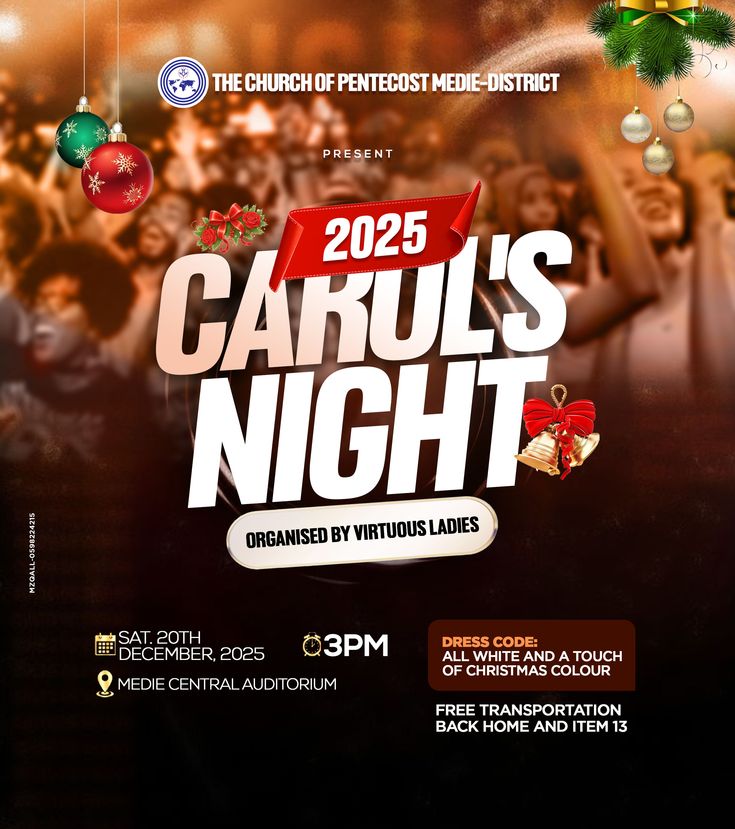 THE CHURCH OF PENTECOST MEDIE-DISTRICT
PRESENT
2025
CAROL'S
NIGHT
ORGANISED BY VIRTUOUS LADIES
MZGALL-0598224215
SAT. 20TH
DECEMBER, 2025
3PM
MEDIE CENTRAL AUDITORIUM
DRESS CODE:
ALL WHITE AND A TOUCH
OF CHRISTMAS COLOUR
FREE TRANSPORTATION
BACK HOME AND ITEM 13